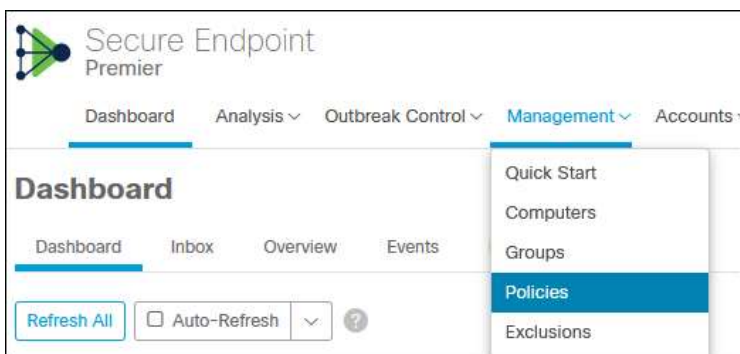 Secure Endpoint
Premier
Dashboard Analysis Outbreak Control Management Accounts
Quick Start
Dashboard
Computers
Dashboard Inbox Overview Events
Groups
Policies
Refresh All Auto-Refresh ?
Exclusions